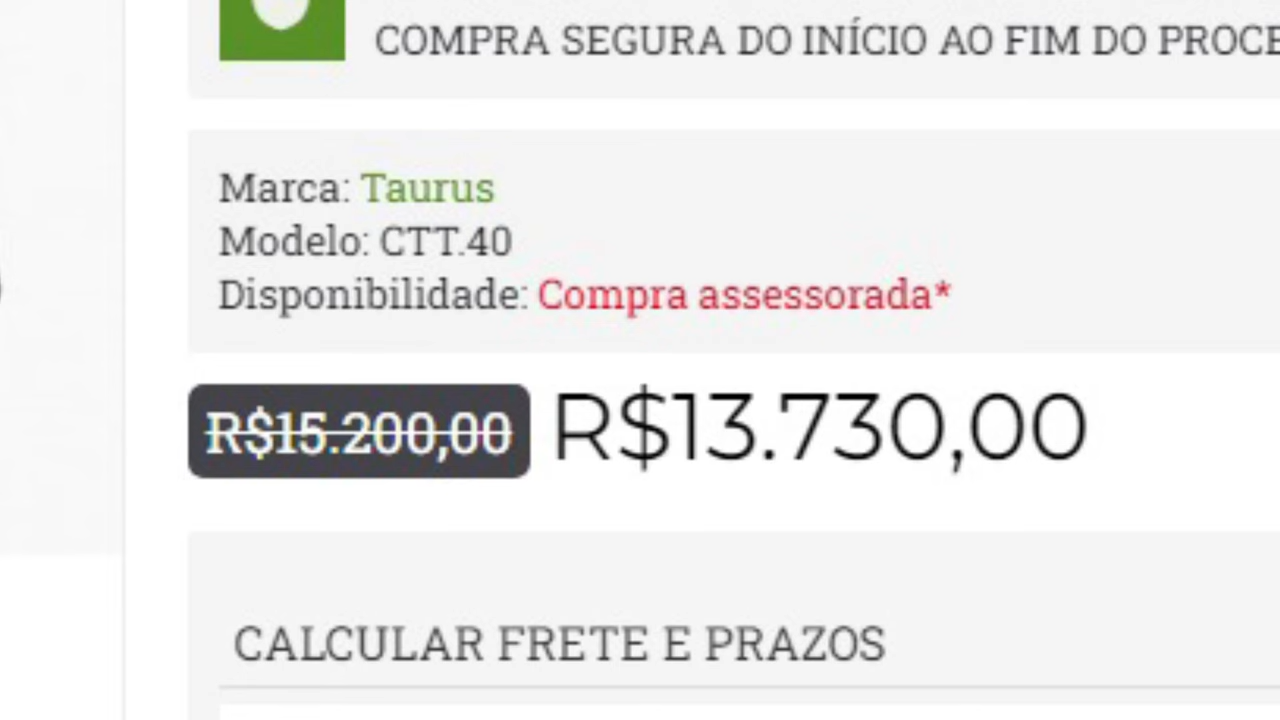 COMPRA SEGURA DO INÍCIO AO FIM DO
Marca: Taurus
Modelo: CTT.40
Disponibilidade: Compra assessorada*
R$15.200,00 R$13.730,00
CALCULAR FRETE E PRAZOS